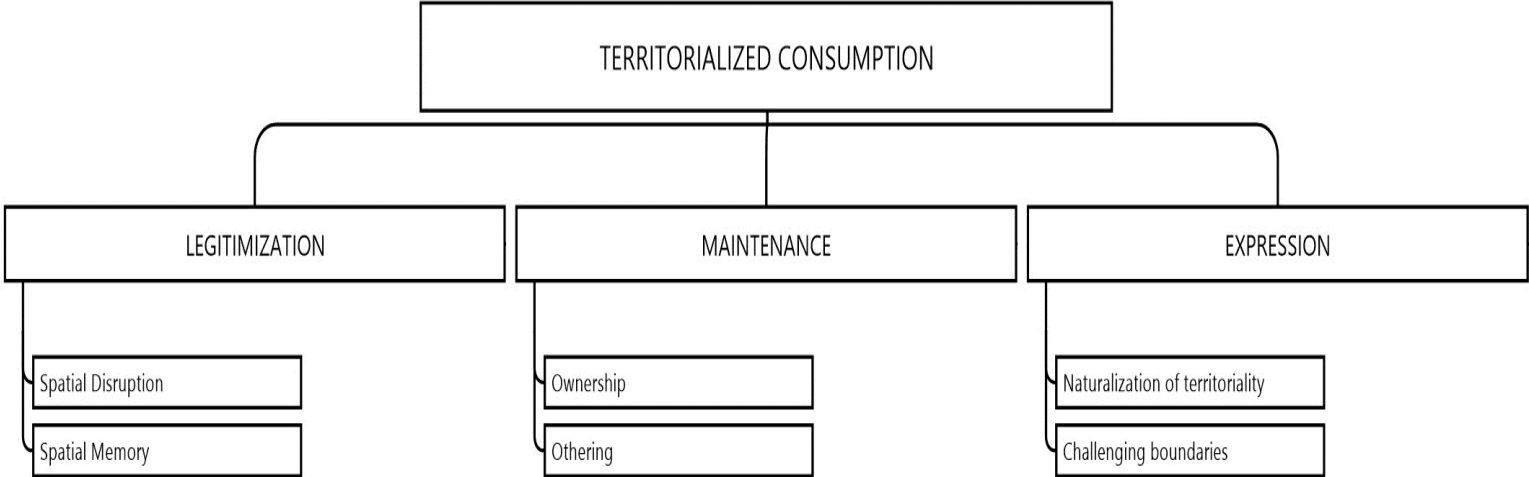 TERRITORIALIZED CONSUMPTION
LEGITIMIZATION
MAINTENANCE
EXPRESSION
Spatial Disruption
Ownership
Naturalization of territoriality
Spatial Memory
Othering
Challenging boundaries